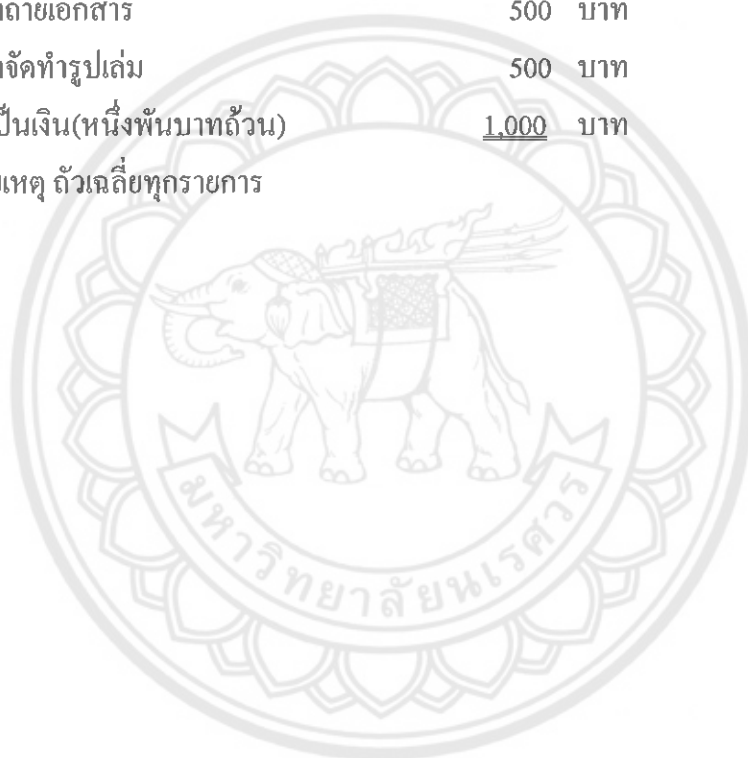 ถ่ายเอกสาร 500 บาท
จัดทำรูปเล่ม 500 บาท
เป็นเงิน(หนึ่งพันบาทถ้วน) 1,000 บาท
เหตุ ถัวเฉลี่ยทุกรายการ
มหาวิทยาลัยนเรศวร